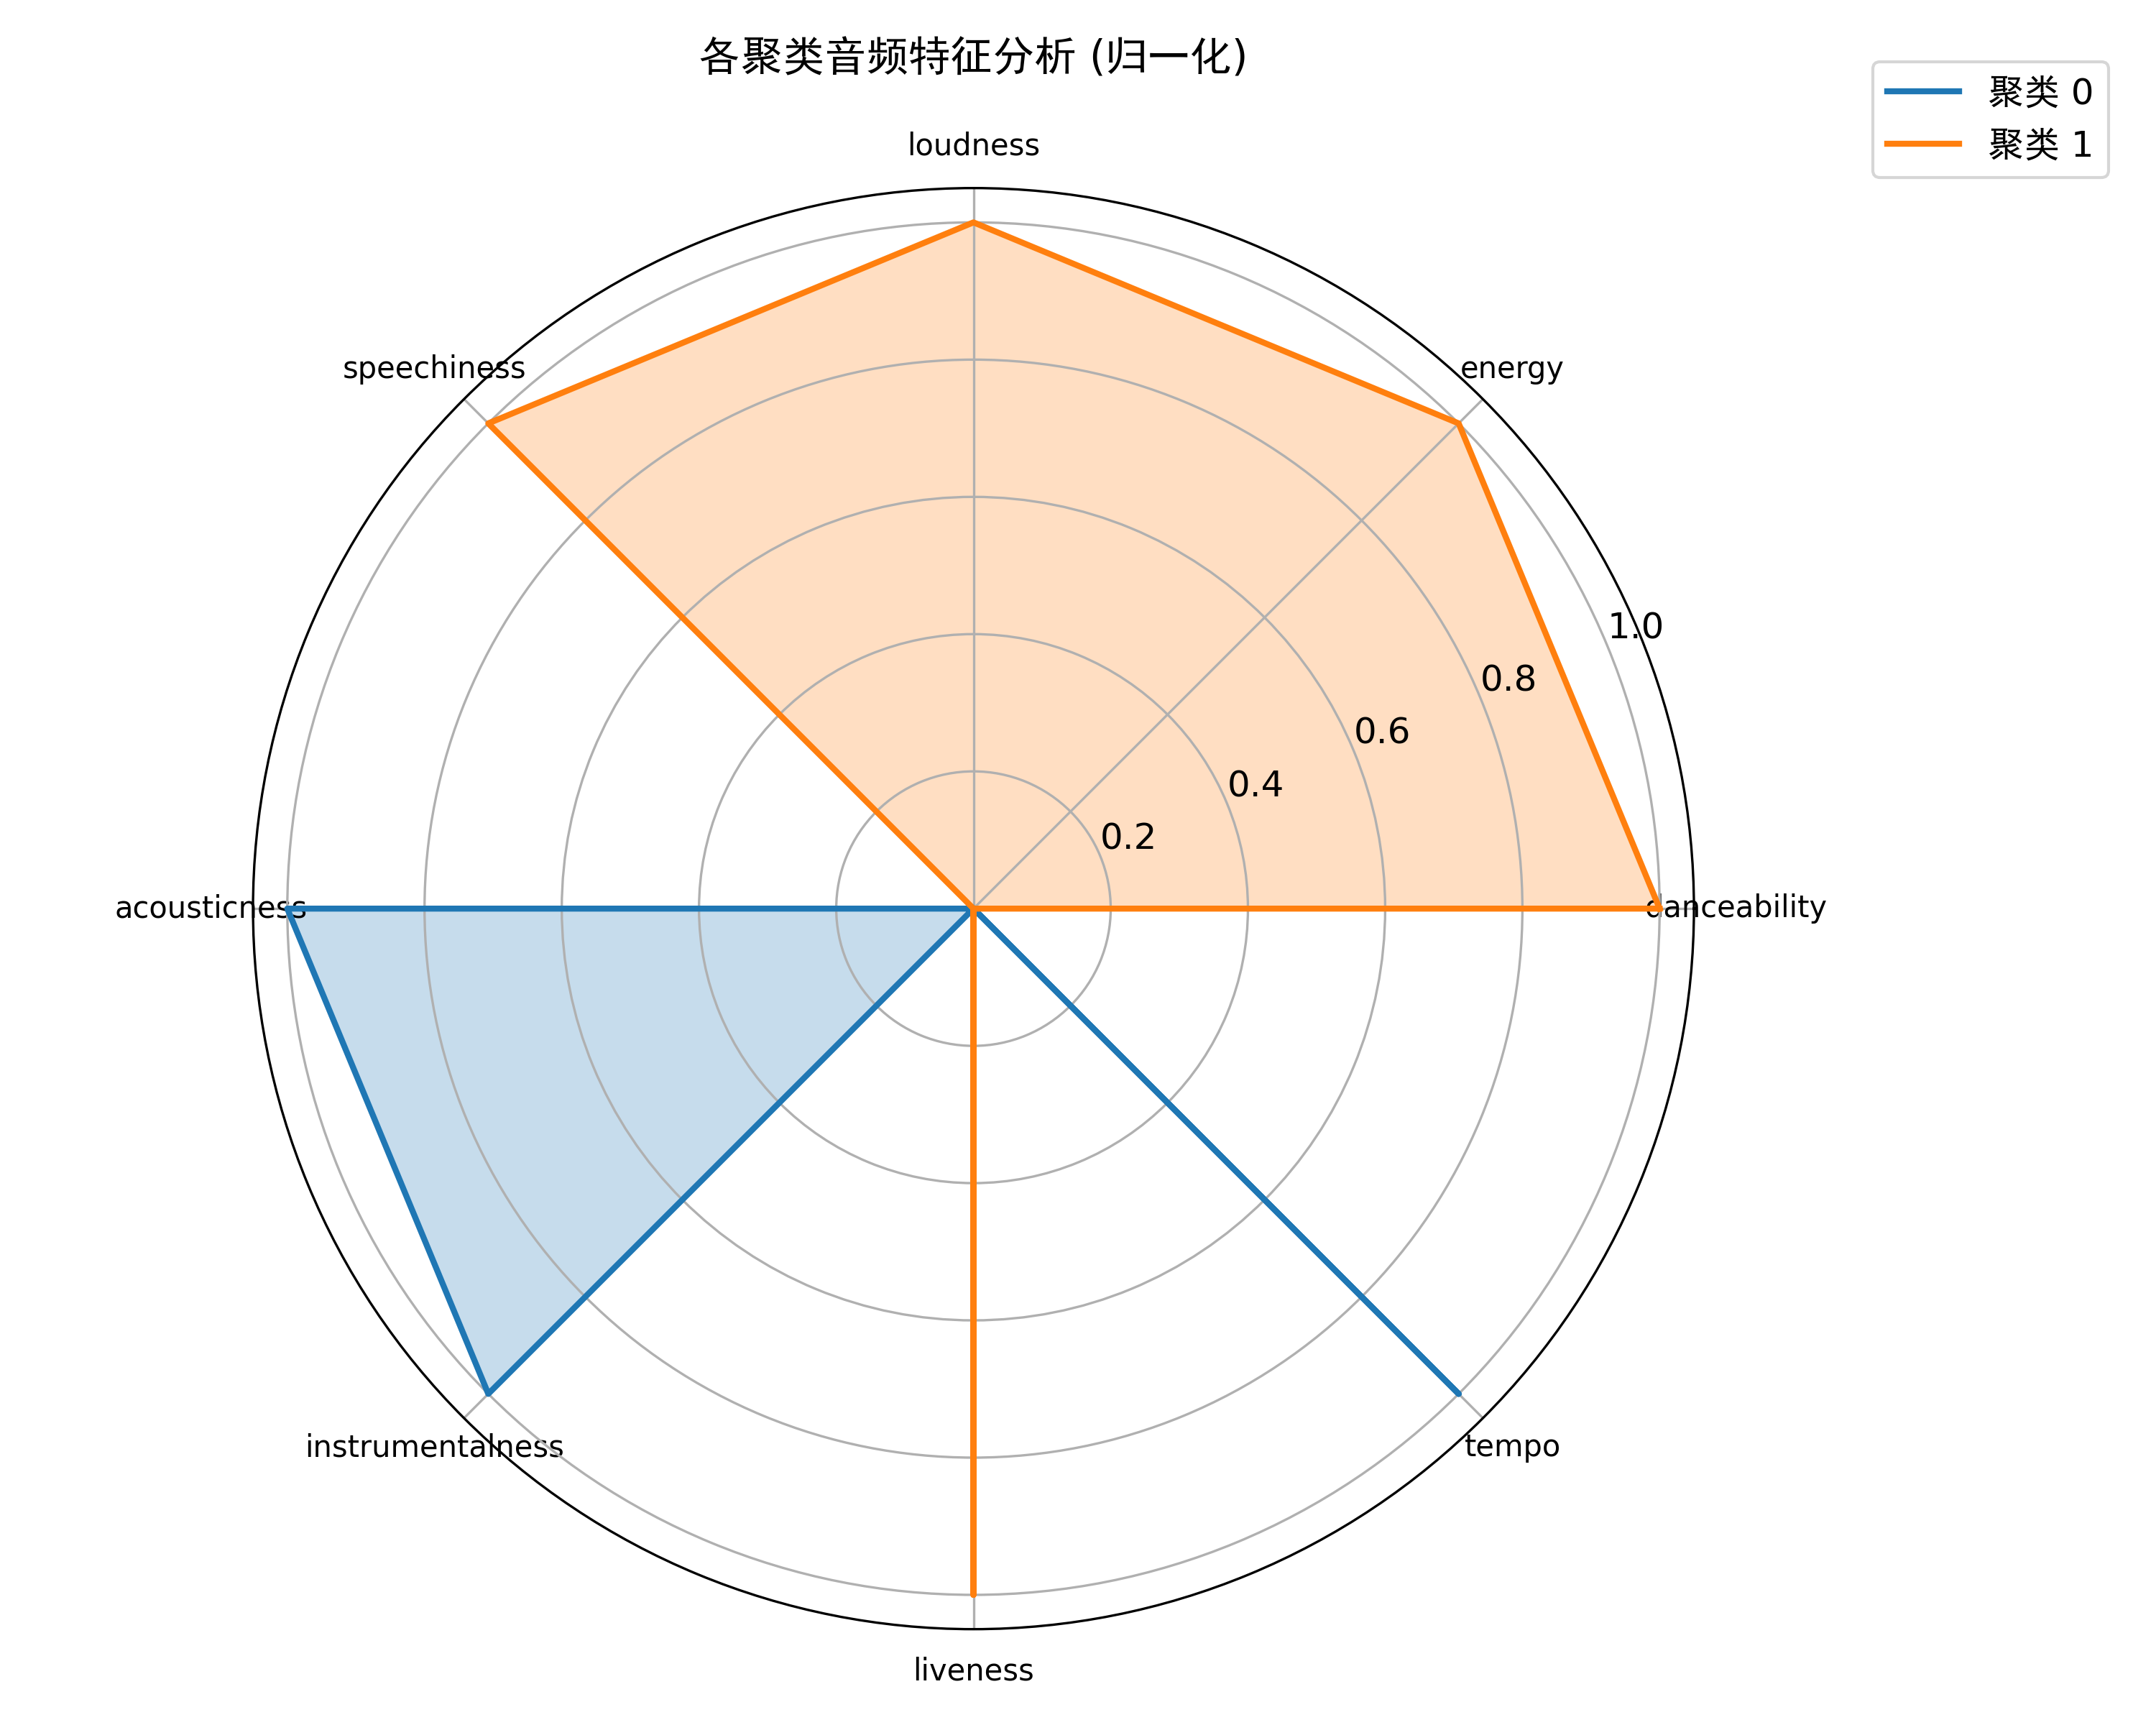 各聚类音频特征分析 (归一化)
聚类 0
聚类 1
loudness
speechiness
energy
1.0
0.8
0.6
0.4
0.2
acousticness
danceability
instrumentalness
tempo
liveness